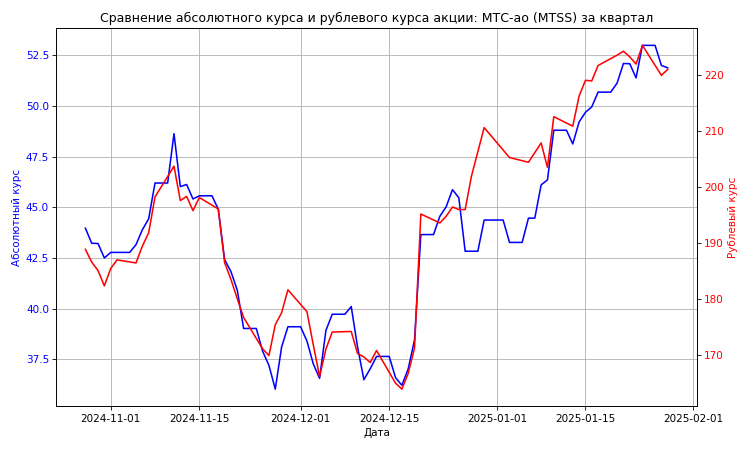 Сравнение абсолютного курса и рублевого курса акции: МТС-ао (MTSS) за квартал
Абсолютный курс
52.5
50.0
47.5
45.0
42.5
40.0
37.5
220
210
200
190
180
170
Рублевый курс
2024-11-01 2024-11-15 2024-12-01 2024-12-15 2025-01-01 2025-01-15 2025-02-01
Дата